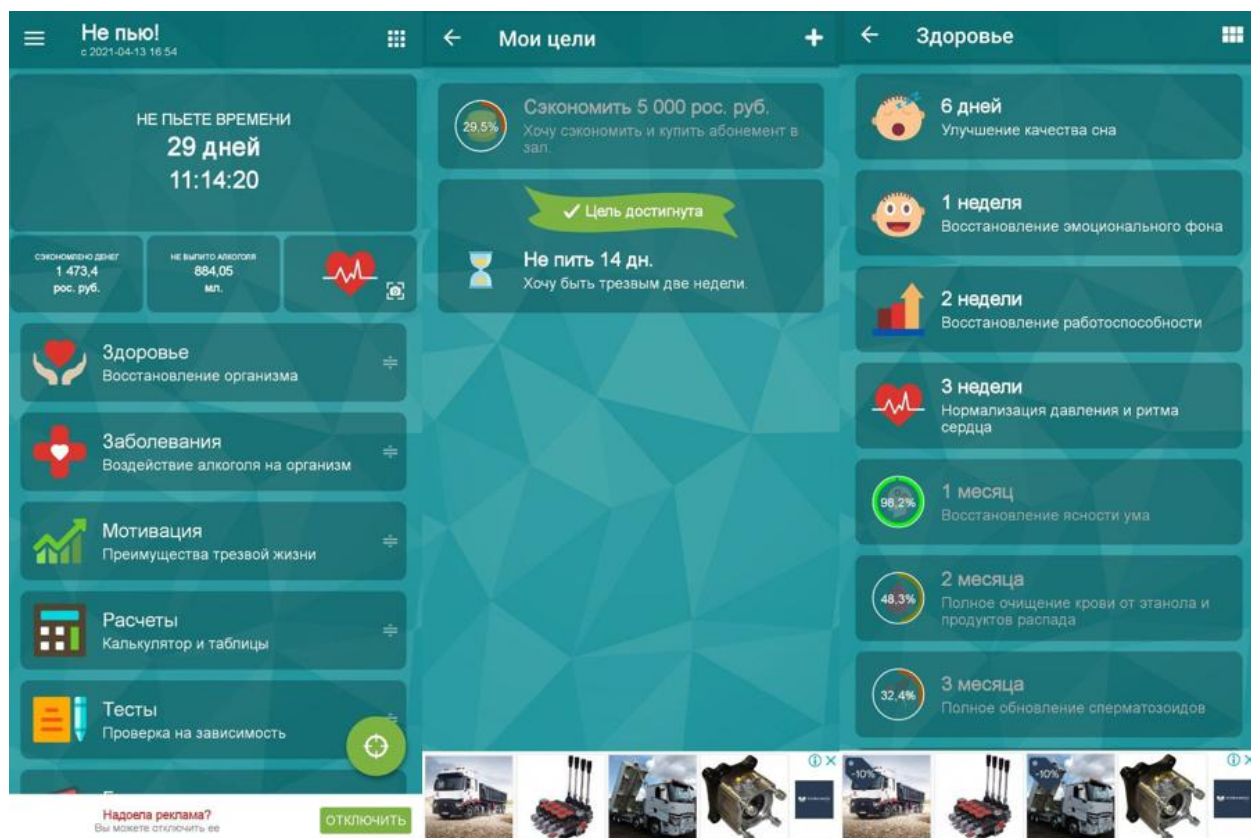 Не пью!
с 2021-04-13 16:54
НЕ ПЬЕТЕ ВРЕМЕНИ
29 дней
11:14:20
СЭКОНОМЛЕНО ДЕНЕГ
1 473,4
рос. руб.
НЕ ВЫПИТО АЛКОГОЛЯ
884,05
мл.
Здоровье
Восстановление организма
Заболевания
Воздействие алкоголя на организм
Мотивация
Преимущества трезвой жизни
Расчеты
Калькулятор и таблицы
Тесты
Проверка на зависимость
Надоела реклама?
Вы можете отключить ее
ОТКЛЮЧИТЬ
Мои цели
29,5%
Сэкономить 5 000 рос. руб.
Хочу сэкономить и купить абонемент в
зал.
Цель достигнута
Не пить 14 дн.
Хочу быть трезвым две недели.
Здоровье
6 дней
Улучшение качества сна
1 неделя
Восстановление эмоционального фона
2 недели
Восстановление работоспособности
3 недели
Нормализация давления и ритма
сердца
98,2%
1 месяц
Восстановление ясности ума
48,3%
2 месяца
Полное очищение крови от этанола и
продуктов распада
32,4%
3 месяца
Полное обновление сперматозоидов
-10%
-10%